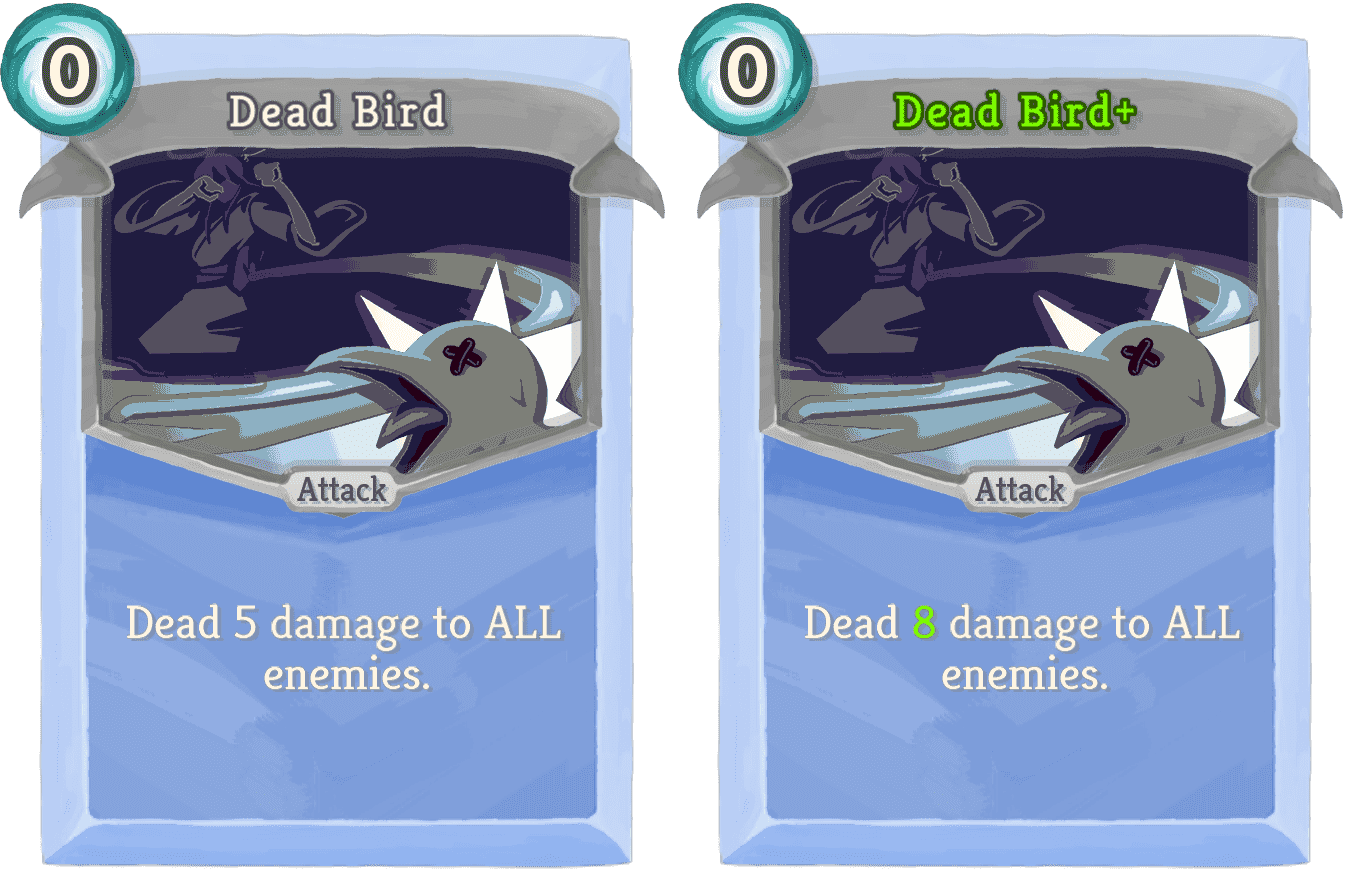 0
Dead Bird
Attack
Dead 5 damage to ALL
enemies.
0
Dead Bird+
Attack
Dead 8 damage to ALL
enemies.